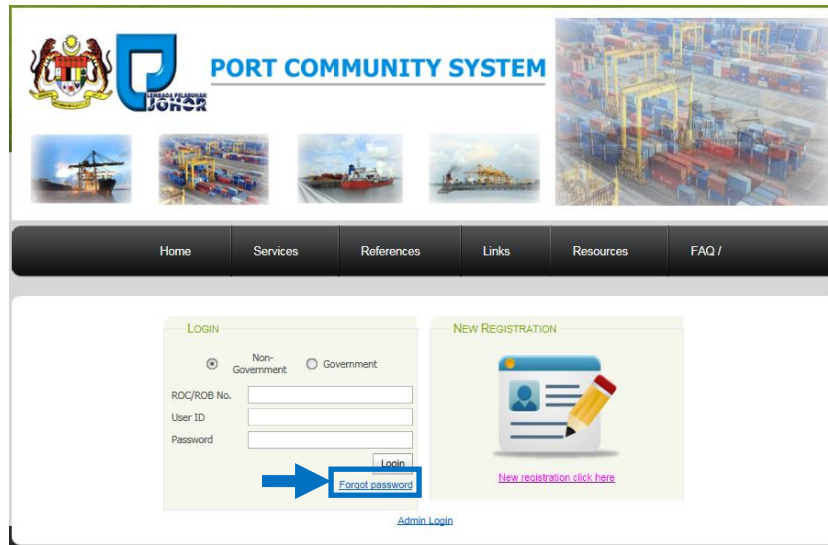 LEMBAGA PELABUHAN
JOHOR
PORT COMMUNITY SYSTEM
Home Services References Links Resources FAQ /
LOGIN
Non-Government Government
ROC/ROB No.
User ID
Password
Login
Forgot password
NEW REGISTRATION
New registration click here
Admin Login